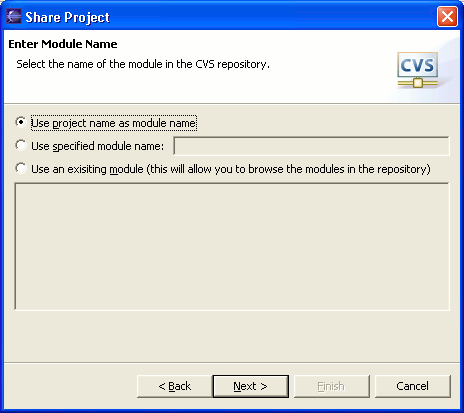 Share Project
Enter Module Name
Select the name of the module in the CVS repository.
CVS
Use project name as module name
Use specified module name:
Use an exisiting module (this will allow you to browse the modules in the repository)
< Back
Next >
Finish
Cancel